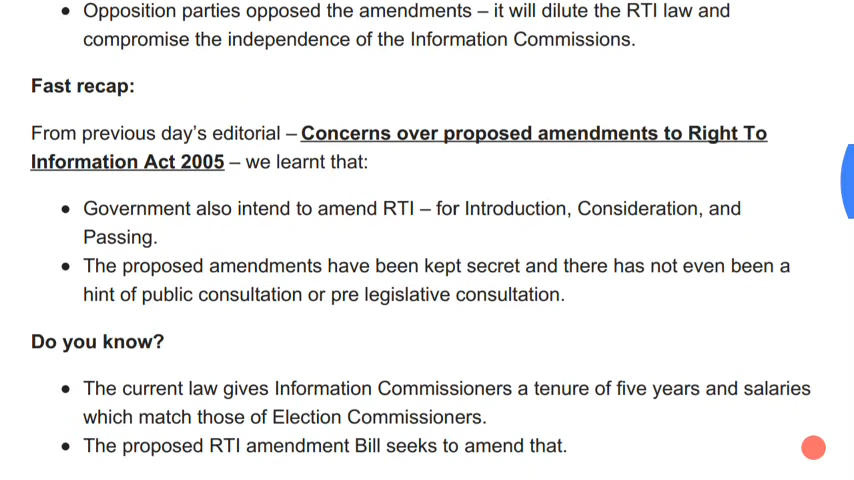 • Opposition parties opposed the amendments – it will dilute the RTI law and
compromise the independence of the Information Commissions.
Fast recap:
From previous day’s editorial – Concerns over proposed amendments to Right To
Information Act 2005 – we learnt that:
• Government also intend to amend RTI – for Introduction, Consideration, and
Passing.
• The proposed amendments have been kept secret and there has not even been a
hint of public consultation or pre legislative consultation.
Do you know?
• The current law gives Information Commissioners a tenure of five years and salaries
which match those of Election Commissioners.
• The proposed RTI amendment Bill seeks to amend that.